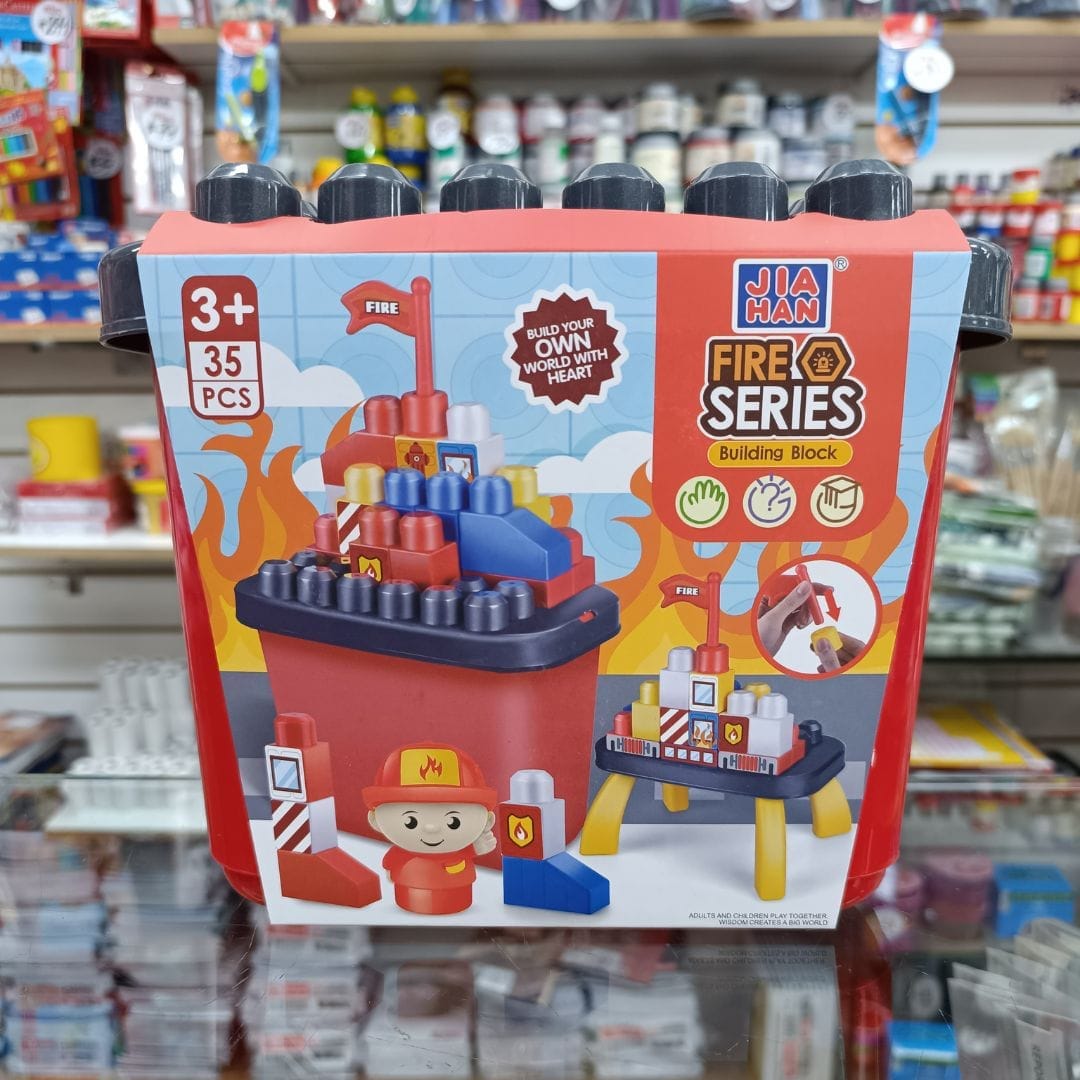 3+
35
PCS
FIRE
BUILD YOUR
OWN
WORLD WITH
HEART
JIA
HAN
®
FIRE
SERIES
Building Block
FIRE
ADULTS AND CHILDREN PLAY TOGETHER
WISDOM CREATES A BIG WORLD